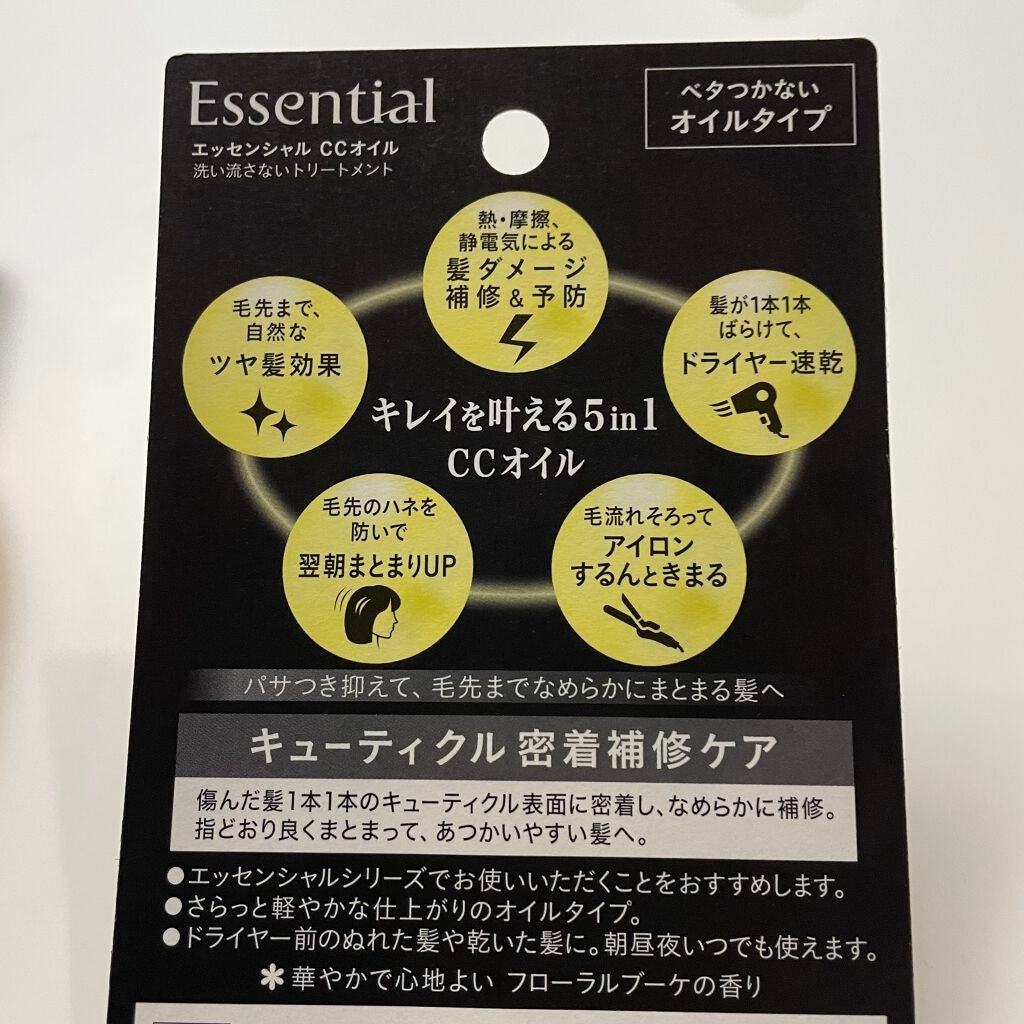 Essential
エッセンシャル CCオイル
洗い流さないトリートメント
ベタつかない
オイルタイプ
熱・摩擦、
静電気による
髪ダメージ
補修&予防
毛先まで、
自然な
ツヤ髪効果
髪が1本1本
ばらけて、
ドライヤー速乾
キレイを叶える5in1
CCオイル
毛先のハネを
防いで
翌朝まとまりUP
毛流れそろって
アイロン
するんときまる
パサつき抑えて、毛先までなめらかにまとまる髪へ
キューティクル 密着補修ケア
傷んだ髪1本1本のキューティクル表面に密着し、なめらかに補修。
指どおり良くまとまって、あつかいやすい髪へ。
●エッセンシャルシリーズでお使いいただくことをおすすめします。
●さらっと軽やかな仕上がりのオイルタイプ。
●ドライヤー前のぬれた髪や乾いた髪に。朝昼夜いつでも使えます。
＊華やかで心地よい フローラルブーケの香り